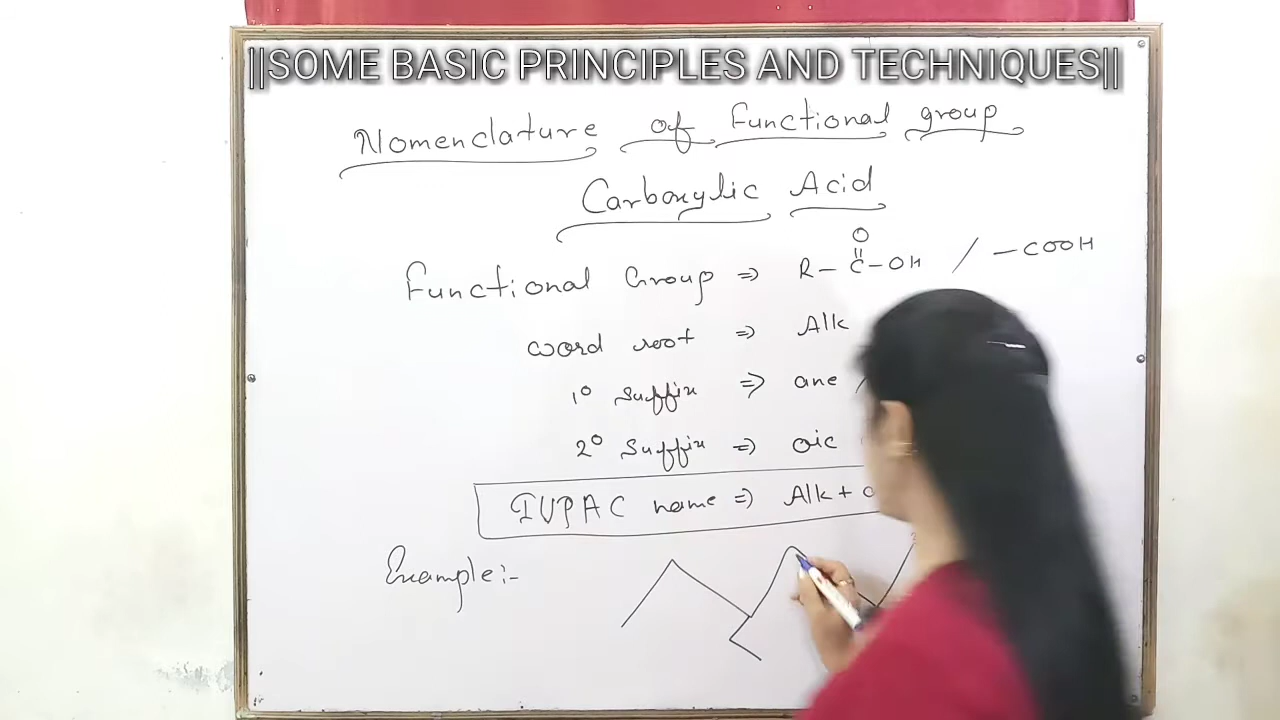 ||SOME BASIC PRINCIPLES AND TECHNIQUES||
Nomenclature of Functional group
Carboxylic Acid
O
||
Functional Group ⇒ R – C – OH / – COOH
word root ⇒ Alk
1° Suffix ⇒ ane /
2° Suffix ⇒ oic
IUPAC name ⇒ Alk +
Example:-